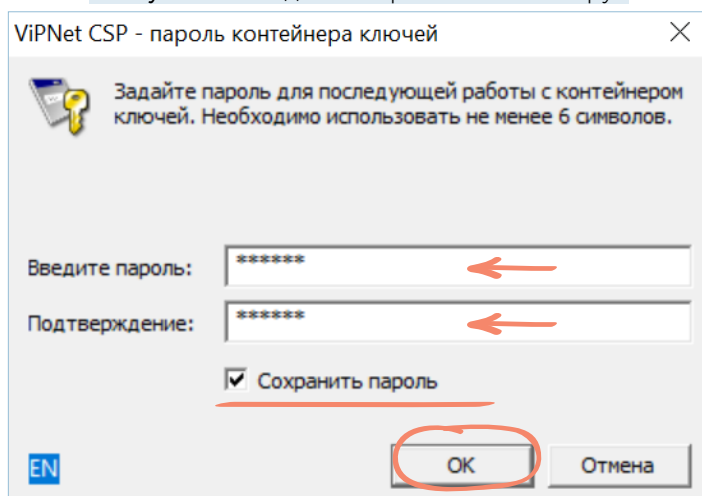 ViPNet CSP - пароль контейнера ключей
Задайте пароль для последующей работы с контейнером
ключей. Необходимо использовать не менее 6 символов.
Введите пароль: ******
Подтверждение: ******
Сохранить пароль
EN
OK
Отмена